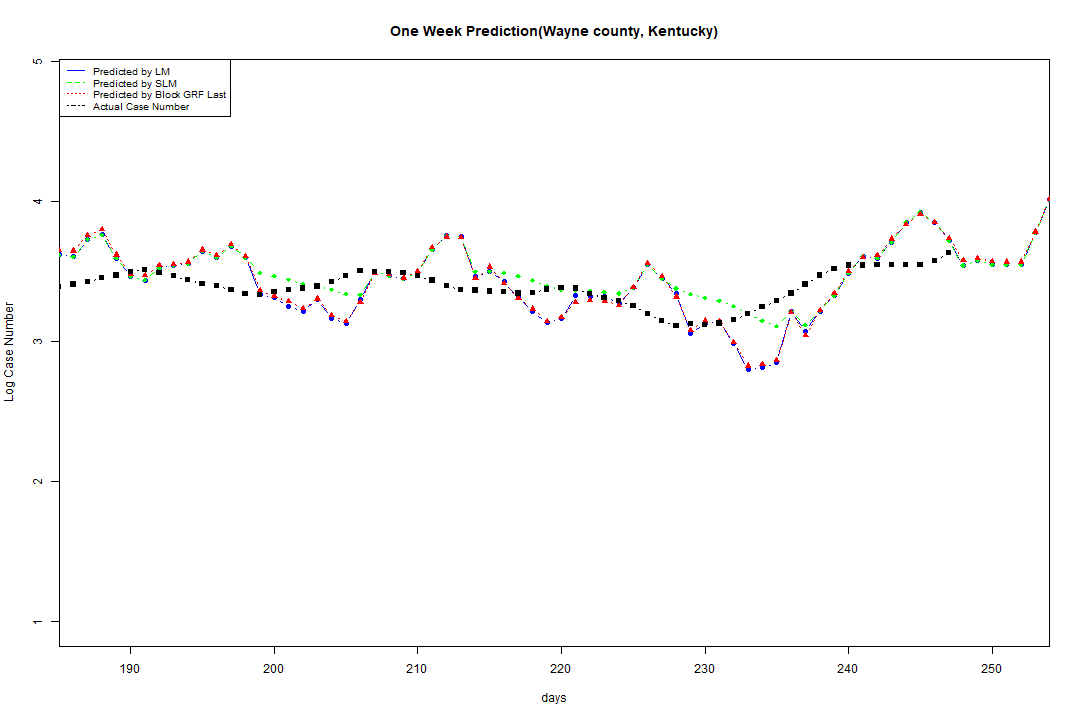 One Week Prediction(Wayne county, Kentucky)
Predicted by LM
Predicted by SLM
Predicted by Block GRF Last
Actual Case Number
5
4
3
2
1
Log Case Number
190 200 210 220 230 240 250
days